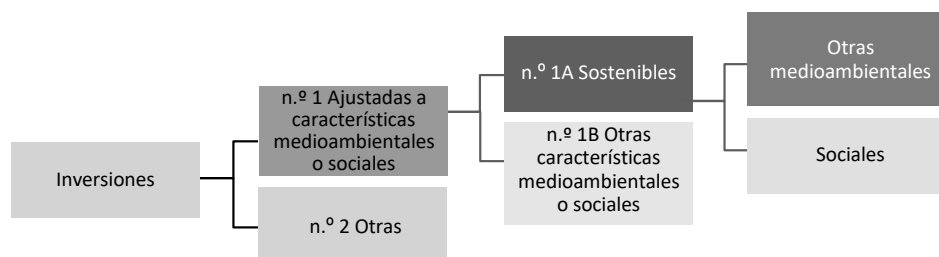 Inversiones
n.º 1 Ajustadas a
características
medioambientales
o sociales
n.º 2 Otras
n.º 1A Sostenibles
n.º 1B Otras
características
medioambientales
o sociales
Otras
medioambientales
Sociales